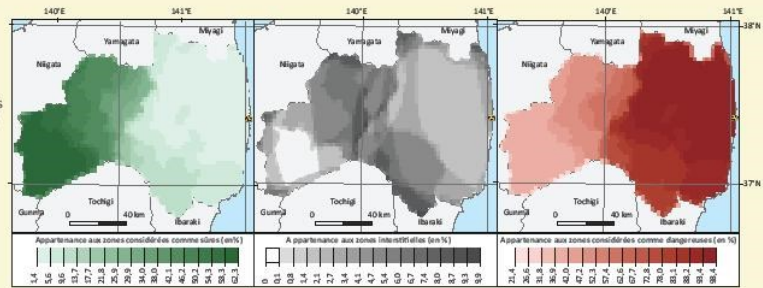 140°E 141°E 140°E 141°E 140°E 141°E
38°N
Miyagi Miyagi Miyagi
Yamagata Yamagata Yamagata
Niigata Niigata Niigata
37°N
Tochigi Tochigi Tochigi
Gunma Gunma Gunma
0 40 km 0 40 km 0 40 km
Ibaraki Ibaraki Ibaraki
Appartenance aux zones considérées comme sûres (en%)
1,4 5,6 9,6 13,7 17,7 21,8 25,9 29,9 34,0 38,0 42,1 46,2 50,2 54,3 58,3 62,3
Appartenance aux zones interstitielles (en %)
0 0,1 0,8 1,4 2,1 2,7 3,4 4,1 4,7 5,4 6,0 6,7 7,3 8,0 8,6 9,3 9,9
Appartenance aux zones considérées comme dangereuses (en %)
21,4 26,6 31,8 36,9 42,0 47,2 52,3 57,4 62,6 67,7 72,8 78,0 83,1 88,2 93,4 98,4